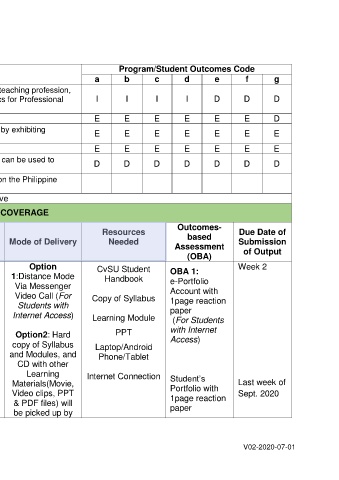 Program/Student Outcomes Code
a b c d e f g
teaching profession,
cs for Professional
I I I I D D D
E E E E E E D
by exhibiting
E E E E E E E
E E E E E E E
can be used to
D D D D D D D
on the Philippine
ve
COVERAGE
Mode of Delivery
Resources
Needed
Outcomes-
based
Assessment
(OBA)
Due Date of
Submission
of Output
Option
1:Distance Mode
Via Messenger
Video Call (For
Students with
Internet Access)
Option2: Hard
copy of Syllabus
and Modules, and
CD with other
Learning
Materials(Movie,
Video clips, PPT
& PDF files) will
be picked up by
CvSU Student
Handbook
Copy of Syllabus
Learning Module
PPT
Laptop/Android
Phone/Tablet
Internet Connection
OBA 1:
e-Portfolio
Account with
1page reaction
paper
(For Students
with Internet
Access)
Student's
Portfolio with
1page reaction
paper
Week 2
Last week of
Sept. 2020
V02-2020-07-01